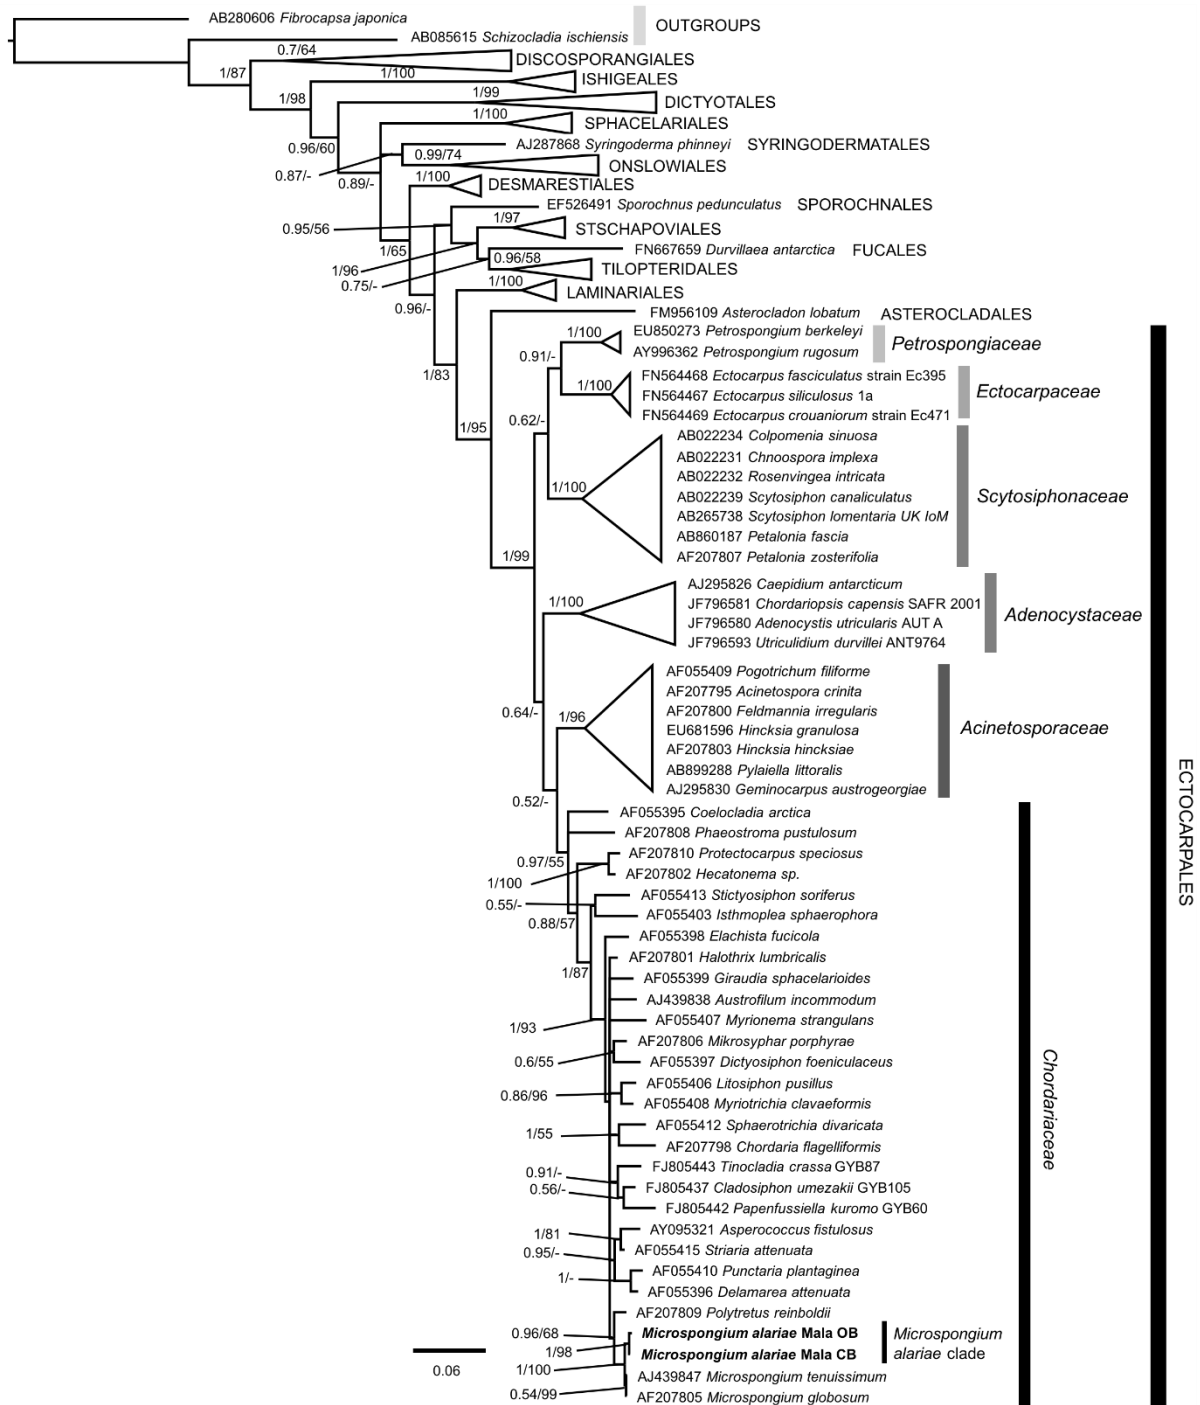 AB280606 Fibrocapsa japonica
AB085615 Schizocladia ischiensis
OUTGROUPS
0.7/64
DISCOSPORANGIALES
1/87
1/100
ISHIGEALES
1/98
1/99
DICTYOTALES
1/100
SPHACELARIALES
0.96/60
AJ287868 Syringoderma phinneyi SYRINGODERMATALES
0.99/74
ONSLOWIALES
0.87/-
0.89/-
1/100
DESMARESTIALES
EF526491 Sporochnus pedunculatus SPOROCHNALES
0.95/56
1/97
STSCHAPOVIALES
1/65
FN667659 Durvillaea antarctica FUCALES
0.96/58
TILOPTERIDALES
1/96
0.75/-
1/100
LAMINARIALES
0.96/-
FM956109 Asterocladon lobatum ASTEROCLADALES
1/100
EU850273 Petrospongium berkeleyi
AY996362 Petrospongium rugosum
Petrospongiaceae
0.91/-
1/83
FN564468 Ectocarpus fasciculatus strain Ec395
1/100
FN564467 Ectocarpus siliculosus 1a
FN564469 Ectocarpus crouaniorum strain Ec471
Ectocarpaceae
0.62/-
1/95
AB022234 Colpomenia sinuosa
AB022231 Chnoospora implexa
AB022232 Rosenvingea intricata
1/100
AB022239 Scytosiphon canaliculatus
AB265738 Scytosiphon lomentaria UK IoM
AB860187 Petalonia fascia
AF207807 Petalonia zosterifolia
Scytosiphonaceae
1/99
AJ295826 Caepidium antarcticum
1/100
JF796581 Chordariopsis capensis SAFR 2001
JF796580 Adenocystis utricularis AUT A
JF796593 Utriculidium durvillei ANT9764
Adenocystaceae
0.64/-
AF055409 Pogotrichum filiforme
AF207795 Acinetospora crinita
1/96
AF207800 Feldmannia irregularis
EU681596 Hincksia granulosa
AF207803 Hincksia hincksiae
AB899288 Pylaiella littoralis
AJ295830 Geminocarpus austrogeorgiae
Acinetosporaceae
ECTOCARPALES
0.52/-
AF055395 Coelocladia arctica
AF207808 Phaeostroma pustulosum
0.97/55
AF207810 Protectocarpus speciosus
AF207802 Hecatonema sp.
1/100
AF055413 Stictyosiphon soriferus
0.55/-
AF055403 Isthmoplea sphaerophora
0.88/57
AF055398 Elachista fucicola
AF207801 Halothrix lumbricalis
1/87
AF055399 Giraudia sphacelarioides
AJ439838 Austrofilum incommodum
AF055407 Myrionema strangulans
1/93
AF207806 Mikrosyphar porphyrae
0.6/55
AF055397 Dictyosiphon foeniculaceus
AF055406 Litosiphon pusillus
0.86/96
AF055408 Myriotrichia clavaeformis
AF055412 Sphaerotrichia divaricata
1/55
AF207798 Chordaria flagelliformis
FJ805443 Tinocladia crassa GYB87
0.91/-
FJ805437 Cladosiphon umezakii GYB105
0.56/-
FJ805442 Papenfussiella kuromo GYB60
AY095321 Asperococcus fistulosus
1/81
AF055415 Striaria attenuata
0.95/-
AF055410 Punctaria plantaginea
1/-
AF055396 Delamarea attenuata
AF207809 Polytretus reinboldii
0.96/68
Microspongium alariae Mala OB
1/98
Microspongium alariae Mala CB
Microspongium
alariae clade
1/100
AJ439847 Microspongium tenuissimum
0.54/99
AF207805 Microspongium globosum
Chordariaceae
0.06